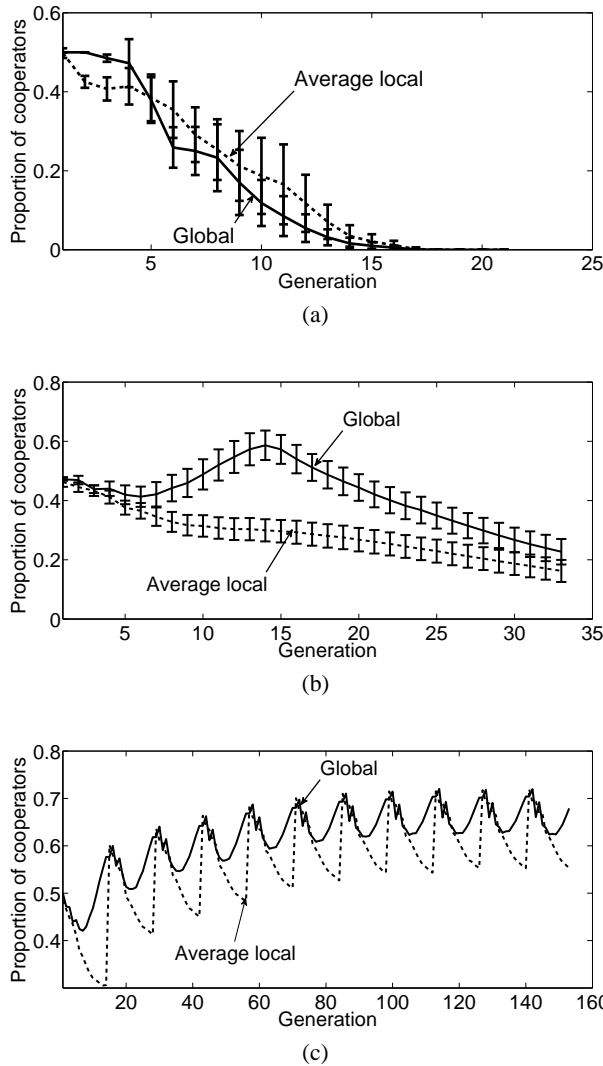 0.6
0.4
0.2
0
Proportion of cooperators
Average local
Global
5
10
15
20
25
Generation
(a)
0.8
0.6
0.4
0.2
0
Proportion of cooperators
Global
Average local
5
10
15
20
25
30
35
Generation
(b)
0.8
0.7
0.6
0.5
0.4
Proportion of cooperators
Global
Average local
20
40
60
80
100
120
140
160
Generation
(c)